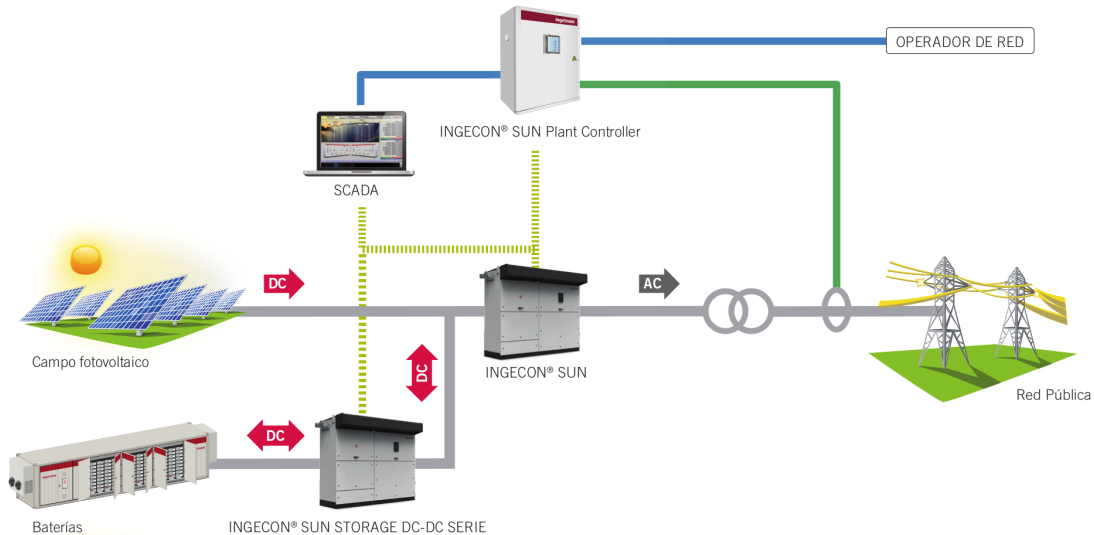 ingeteam
OPERADOR DE RED
INGECON® SUN Plant Controller
SCADA
DC
AC
Campo fotovoltaico
DC
INGECON® SUN
Red Pública
DC
Baterías
INGECON® SUN STORAGE DC-DC SERIE